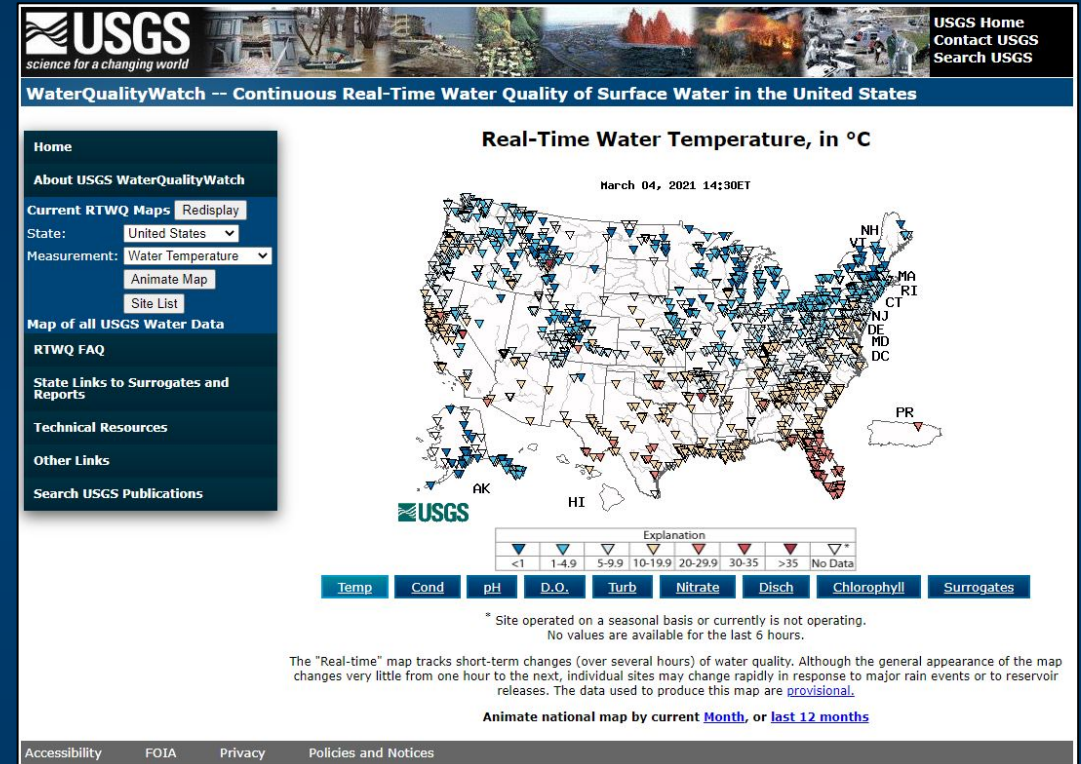 USGS
science for a changing world
USGS Home
Contact USGS
Search USGS
WaterQualityWatch -- Continuous Real-Time Water Quality of Surface Water in the United States
Home
About USGS WaterQualityWatch
Current RTWQ Maps Redisplay
State: United States
Measurement: Water Temperature
Animate Map
Site List
Map of all USGS Water Data
RTWQ FAQ
State Links to Surrogates and
Reports
Technical Resources
Other Links
Search USGS Publications
Real-Time Water Temperature, in °C
March 04, 2021 14:30ET
NH
VT
MA
RI
CT
NJ
DE
MD
DC
PR
AK
HI
USGS
Explanation
<1 1-4.9 5-9.9 10-19.9 20-29.9 30-35 >35 No Data
*
Temp Cond pH D.O. Turb Nitrate Disch Chlorophyll Surrogates
* Site operated on a seasonal basis or currently is not operating.
No values are available for the last 6 hours.
The "Real-time" map tracks short-term changes (over several hours) of water quality. Although the general appearance of the map
changes very little from one hour to the next, individual sites may change rapidly in response to major rain events or to reservoir
releases. The data used to produce this map are provisional.
Animate national map by current Month, or last 12 months
Accessibility FOIA Privacy Policies and Notices